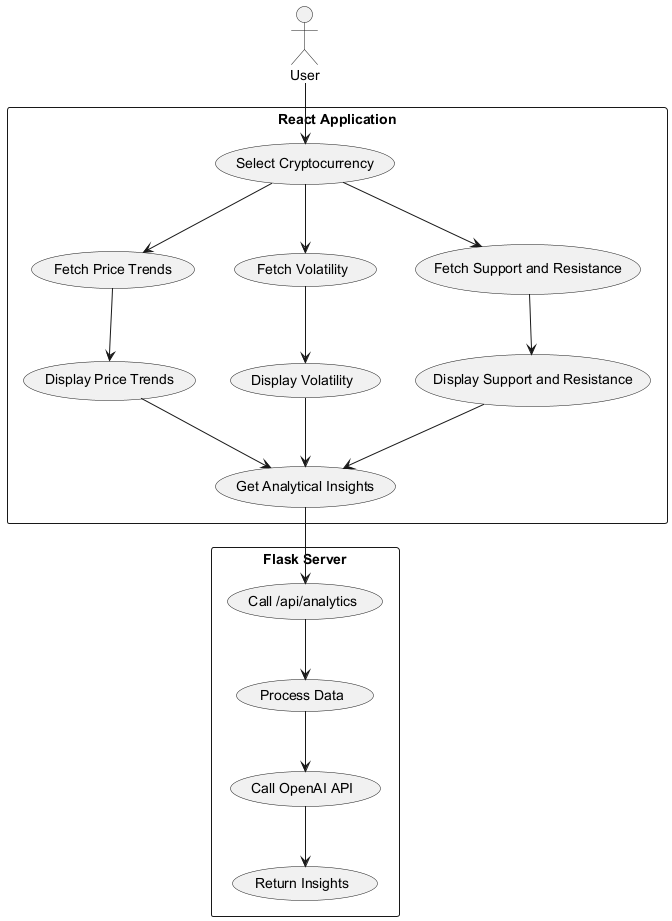 User
React Application
Select Cryptocurrency
Fetch Price Trends
Fetch Volatility
Fetch Support and Resistance
Display Price Trends
Display Volatility
Display Support and Resistance
Get Analytical Insights
Flask Server
Call /api/analytics
Process Data
Call OpenAI API
Return Insights